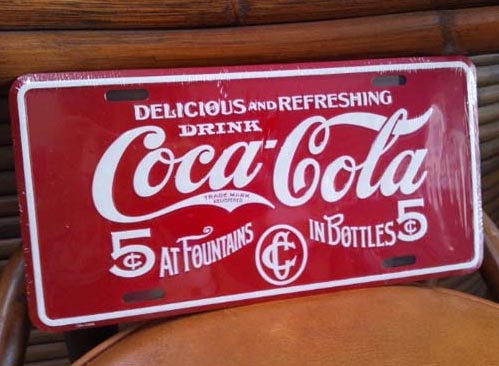 DELICIOUS AND REFRESHING
DRINK
Coca-Cola
TRADE MARK
REGISTERED
5¢ AT FOUNTAINS IN BOTTLES 5¢
CC